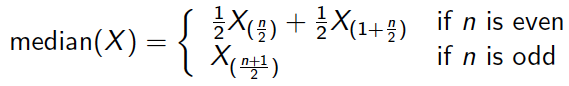 median(X) = { ½X_(n/2) + ½X_(1+n/2) if n is even
X_((n+1)/2) if n is odd